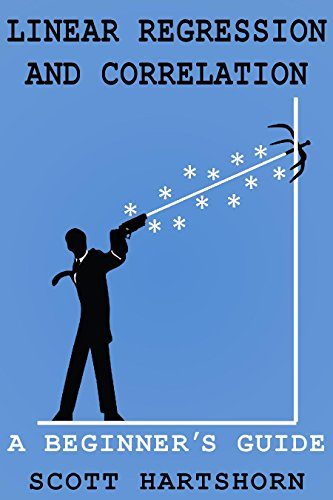 LINEAR REGRESSION
AND CORRELATION
A BEGINNER'S GUIDE
SCOTT HARTSHORN